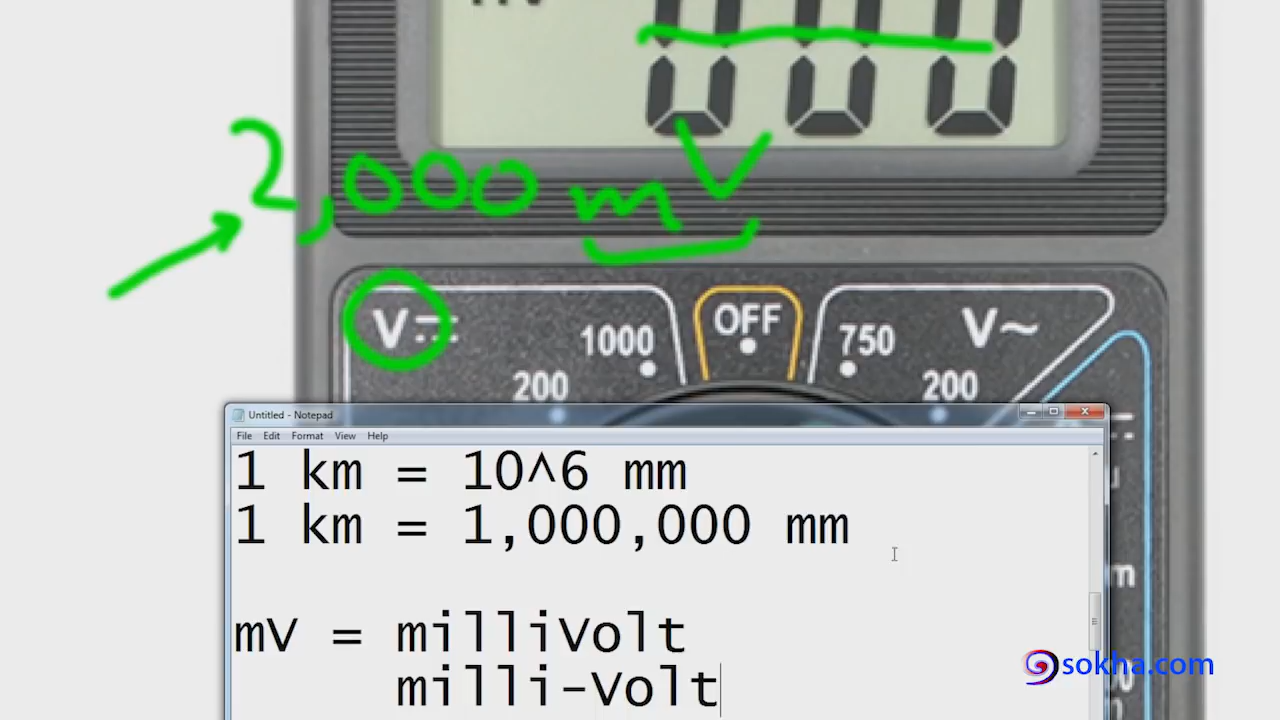 000
2,000 mV
V 1000 OFF 750 V~
200 200
Untitled - Notepad
File Edit Format View Help
1 km = 10^6 mm
1 km = 1,000,000 mm
mV = milliVolt
milli-Volt
sokha.com